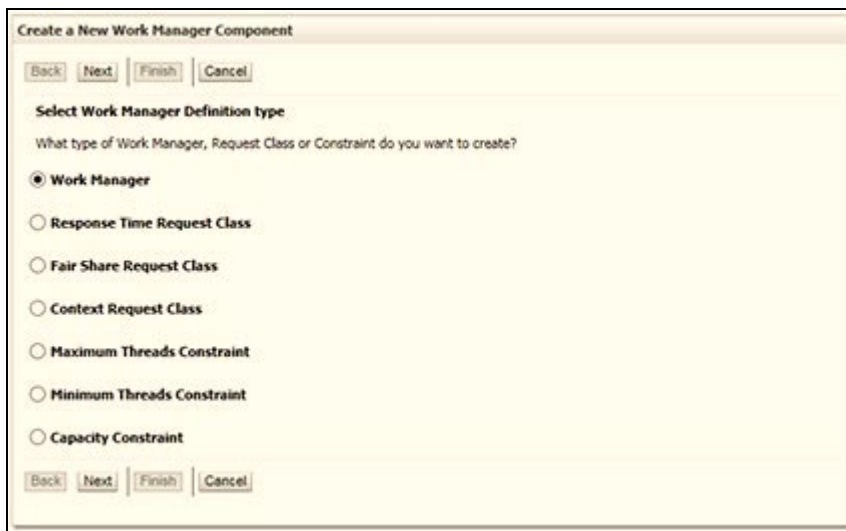 Create a New Work Manager Component
Back Next Finish Cancel
Select Work Manager Definition type
What type of Work Manager, Request Class or Constraint do you want to create?
Work Manager
Response Time Request Class
Fair Share Request Class
Context Request Class
Maximum Threads Constraint
Minimum Threads Constraint
Capacity Constraint
Back Next Finish Cancel